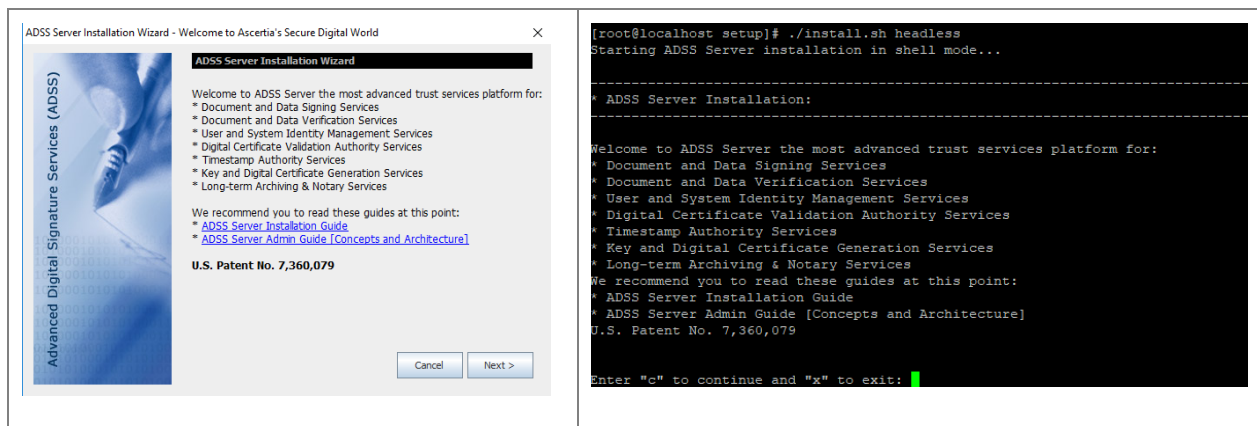 ADSS Server Installation Wizard - Welcome to Ascertia's Secure Digital World
Advanced Digital Signature Services (ADSS)
ADSS Server Installation Wizard
Welcome to ADSS Server the most advanced trust services platform for:
* Document and Data Signing Services
* Document and Data Verification Services
* User and System Identity Management Services
* Digital Certificate Validation Authority Services
* Timestamp Authority Services
* Key and Digital Certificate Generation Services
* Long-term Archiving & Notary Services
We recommend you to read these guides at this point:
* ADSS Server Installation Guide
* ADSS Server Admin Guide [Concepts and Architecture]
U.S. Patent No. 7,360,079
Cancel
Next >
[root@localhost setup]# ./install.sh headless
Starting ADSS Server installation in shell mode...
* ADSS Server Installation:
Welcome to ADSS Server the most advanced trust services platform for:
* Document and Data Signing Services
* Document and Data Verification Services
* User and System Identity Management Services
* Digital Certificate Validation Authority Services
* Timestamp Authority Services
* Key and Digital Certificate Generation Services
* Long-term Archiving & Notary Services
We recommend you to read these guides at this point:
* ADSS Server Installation Guide
* ADSS Server Admin Guide [Concepts and Architecture]
U.S. Patent No. 7,360,079
Enter "c" to continue and "x" to exit: